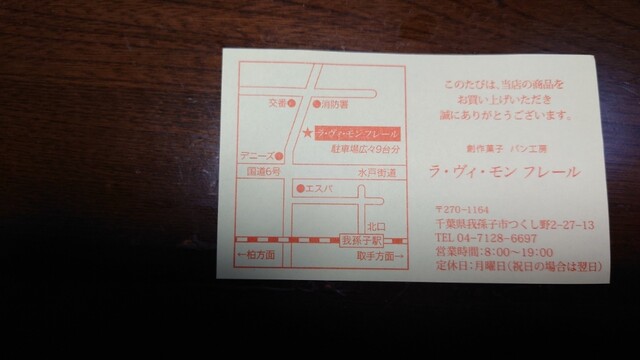 交番
消防署
★ラ・ヴィ・モンフレール
駐車場広々9台分
デニーズ
国道6号
水戸街道
エスパ
北口
我孫子駅
←柏方面
取手方面→
このたびは、当店の商品を
お買い上げいただき
誠にありがとうございます。
創作菓子 パン工房
ラ・ヴィ・モン フレール
〒270-1164
千葉県我孫子市つくし野2-27-13
TEL 04-7128-6697
営業時間:8:00〜19:00
定休日:月曜日(祝日の場合は翌日)